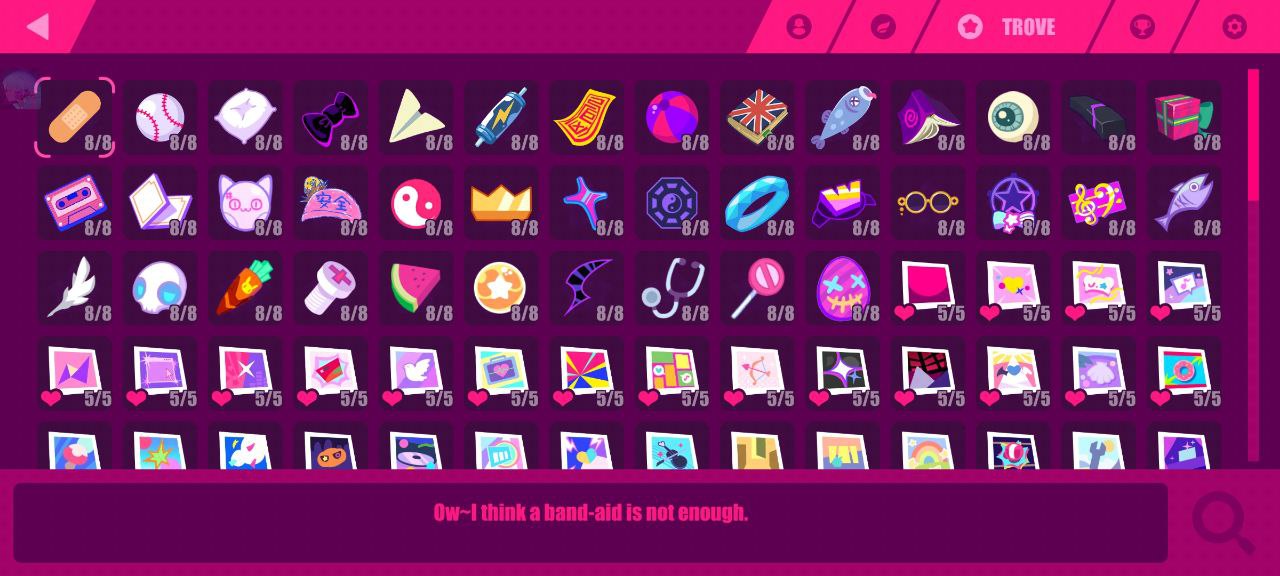 TROVE
8/8 8/8 8/8 8/8 8/8 8/8 8/8 8/8 8/8 8/8 8/8 8/8 8/8 8/8
安全
W
8/8 8/8 8/8 8/8 8/8 8/8 8/8 8/8 8/8 8/8 8/8 8/8 8/8 8/8
8/8 8/8 8/8 8/8 8/8 8/8 8/8 8/8 8/8 8/8 5/5 5/5 5/5 5/5
5/5 5/5 5/5 5/5 5/5 5/5 5/5 5/5 5/5 5/5 5/5 5/5 5/5 5/5
Ow~I think a band-aid is not enough.